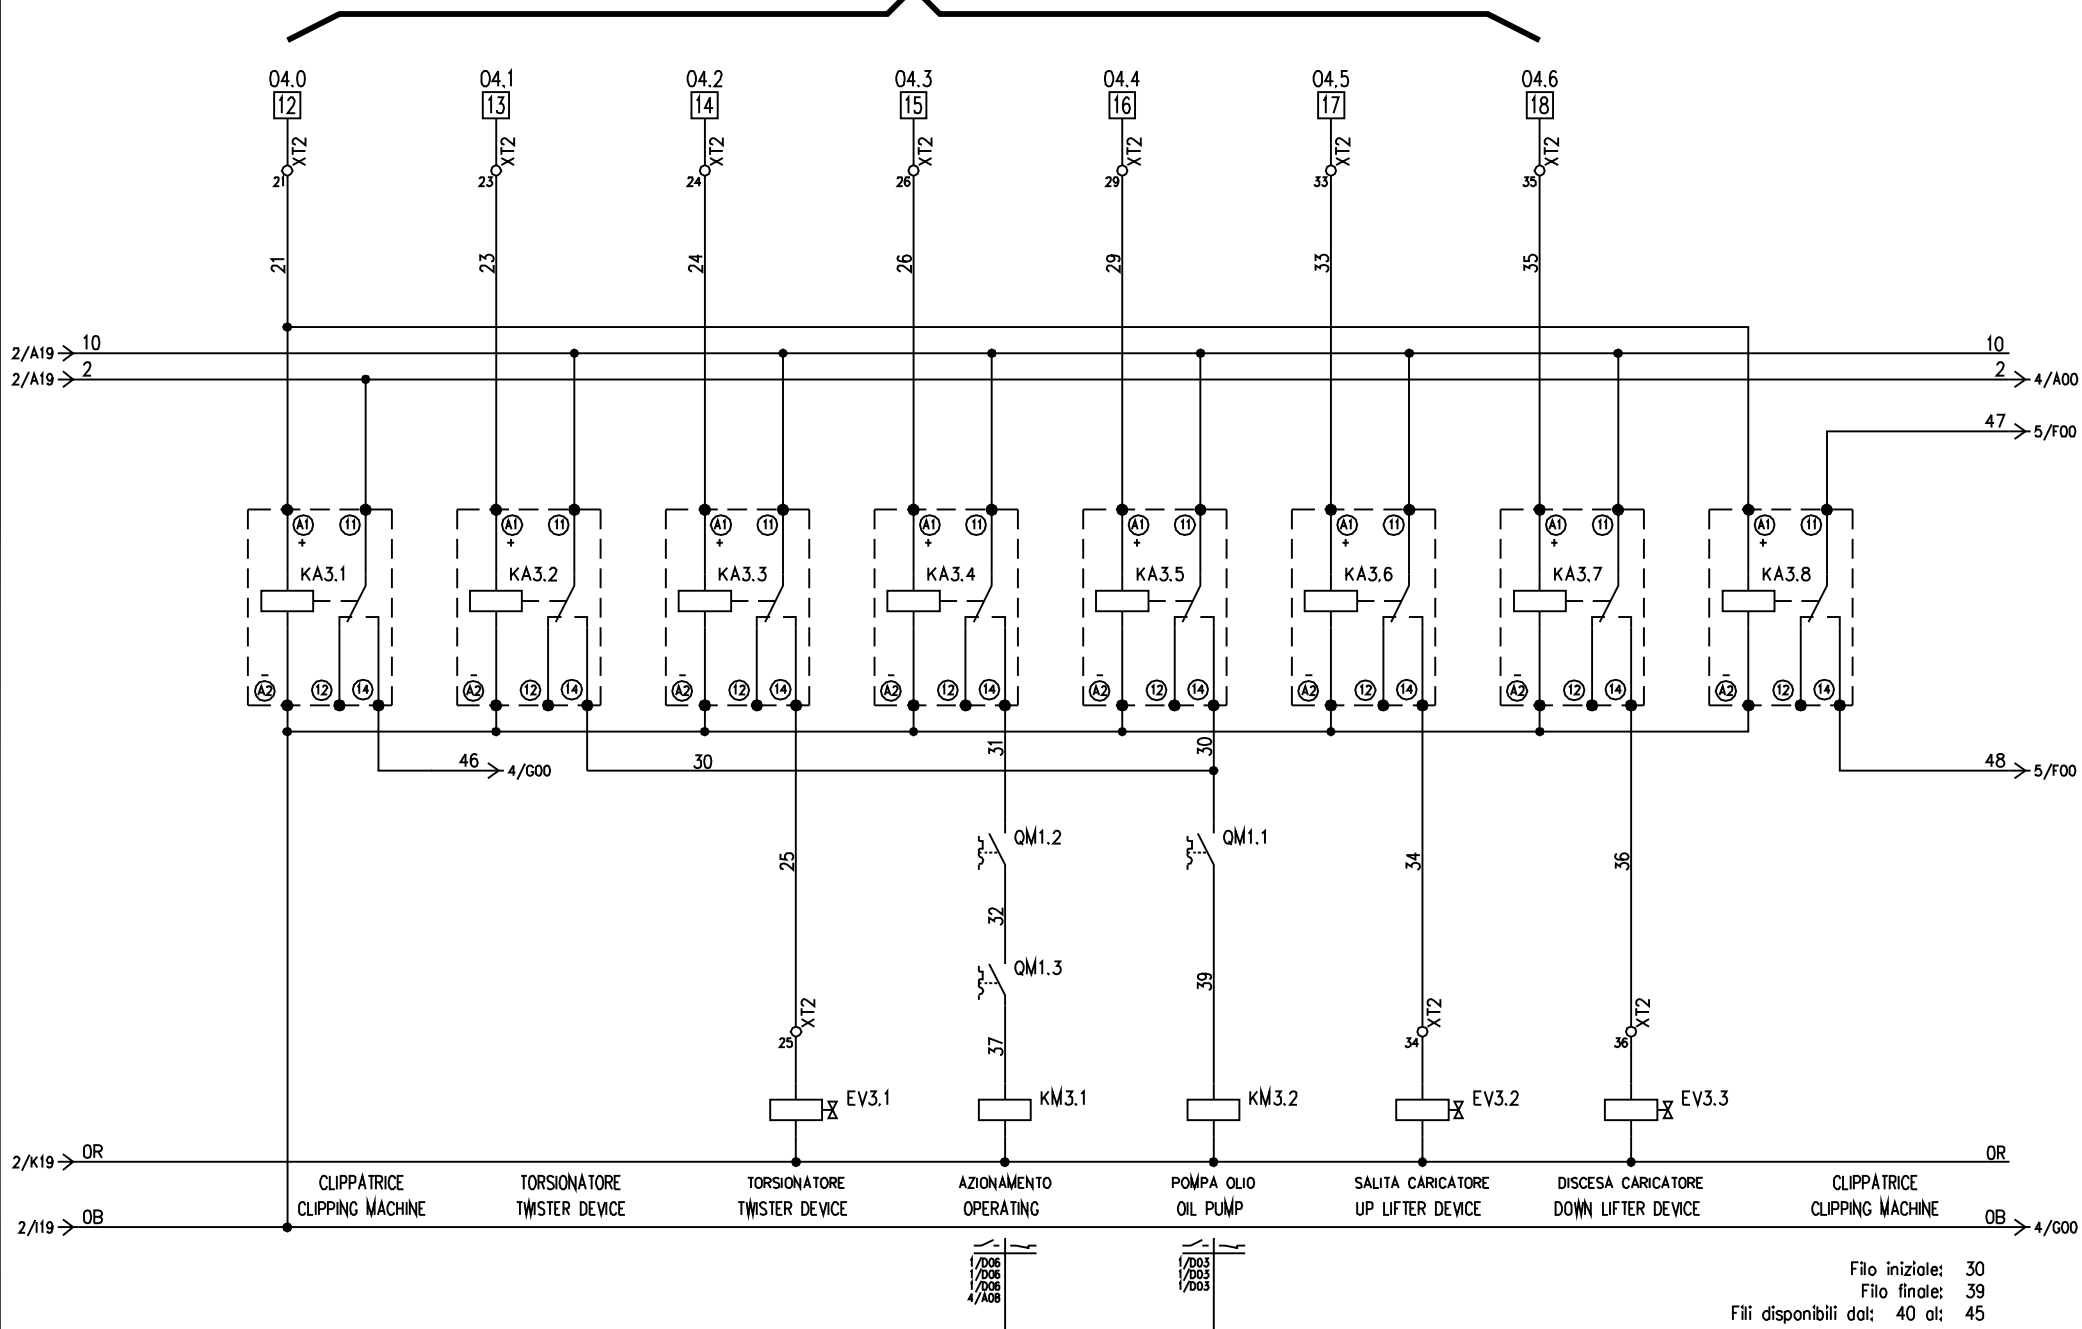 O4.0 O4.1 O4.2 O4.3 O4.4 O4.5 O4.6
12 13 14 15 16 17 18
XT2 XT2 XT2 XT2 XT2 XT2 XT2
21 23 24 26 29 33 35
21 23 24 26 29 33 35
2/A19 10 10
2/A19 2 2 4/A00
47 5/F00
A1 11 A1 11 A1 11 A1 11 A1 11 A1 11 A1 11 A1 11
+ + + + + + + +
KA3.1 KA3.2 KA3.3 KA3.4 KA3.5 KA3.6 KA3.7 KA3.8
- - - - - - - -
A2 12 14 A2 12 14 A2 12 14 A2 12 14 A2 12 14 A2 12 14 A2 12 14 A2 12 14
31 30
46 4/G00 30 48 5/F00
QM1.2 QM1.1
25 34 36
32
QM1.3
39
XT2 XT2 XT2
25 37 34 36
EV3.1 KM3.1 KM3.2 EV3.2 EV3.3
2/K19 0R 0R
CLIPPATRICE TORSIONATORE TORSIONATORE AZIONAMENTO POMPA OLIO SALITA CARICATORE DISCESA CARICATORE CLIPPATRICE
CLIPPING MACHINE TWISTER DEVICE TWISTER DEVICE OPERATING OIL PUMP UP LIFTER DEVICE DOWN LIFTER DEVICE CLIPPING MACHINE
2/I19 0B 0B 4/G00
1/D06 1/D03
1/D06 1/D03
1/D06 1/D03
4/A08
Filo iniziale: 30
Filo finale: 39
Fili disponibili dal: 40 al: 45